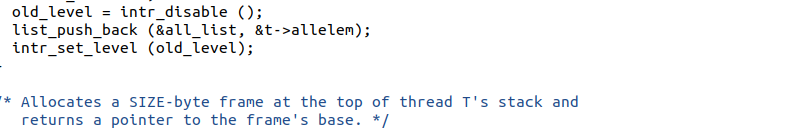 old_level = intr_disable ();
list_push_back (&all_list, &t->allelem);
intr_set_level (old_level);
/* Allocates a SIZE-byte frame at the top of thread T's stack and
returns a pointer to the frame's base. */